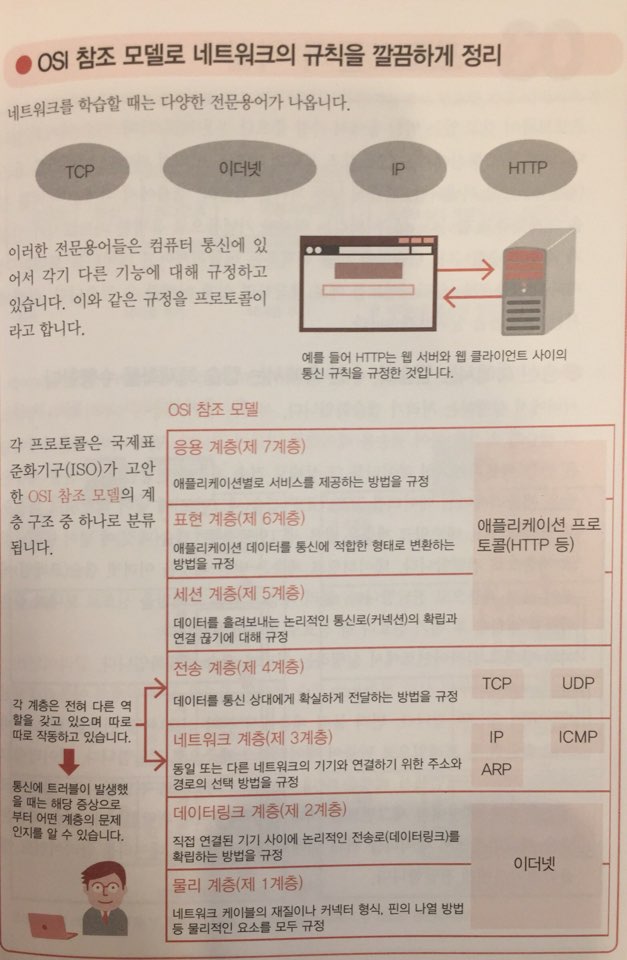 OSI 참조 모델로 네트워크의 규칙을 깔끔하게 정리
네트워크를 학습할 때는 다양한 전문용어가 나옵니다.
TCP
이더넷
IP
HTTP
이러한 전문용어들은 컴퓨터 통신에 있
어서 각기 다른 기능에 대해 규정하고
있습니다. 이와 같은 규정을 프로토콜이
라고 합니다.
예를 들어 HTTP는 웹 서버와 웹 클라이언트 사이의
통신 규칙을 규정한 것입니다.
OSI 참조 모델
각 프로토콜은 국제표
준화기구(ISO)가 고안
한 OSI 참조 모델의 계
층 구조 중 하나로 분류
됩니다.
응용 계층(제 7계층)
애플리케이션별로 서비스를 제공하는 방법을 규정
표현 계층(제 6계층)
애플리케이션 데이터를 통신에 적합한 형태로 변환하는
방법을 규정
세션 계층(제 5계층)
데이터를 흘려보내는 논리적인 통신로(커넥션)의 확립과
연결 끊기에 대해 규정
애플리케이션 프로
토콜(HTTP 등)
전송 계층(제 4계층)
데이터를 통신 상대에게 확실하게 전달하는 방법을 규정
TCP
UDP
네트워크 계층(제 3계층)
동일 또는 다른 네트워크의 기기와 연결하기 위한 주소와
경로의 선택 방법을 규정
IP
ICMP
ARP
데이터링크 계층(제 2계층)
직접 연결된 기기 사이에 논리적인 전송로(데이터링크)를
확립하는 방법을 규정
물리 계층(제 1계층)
네트워크 케이블의 재질이나 커넥터 형식, 핀의 나열 방법
등 물리적인 요소를 모두 규정
이더넷
각 계층은 전혀 다른 역
할을 갖고 있으며 따로
따로 작동하고 있습니다.
통신에 트러블이 발생했
을 때는 해당 증상으로
부터 어떤 계층의 문제
인지를 알 수 있습니다.